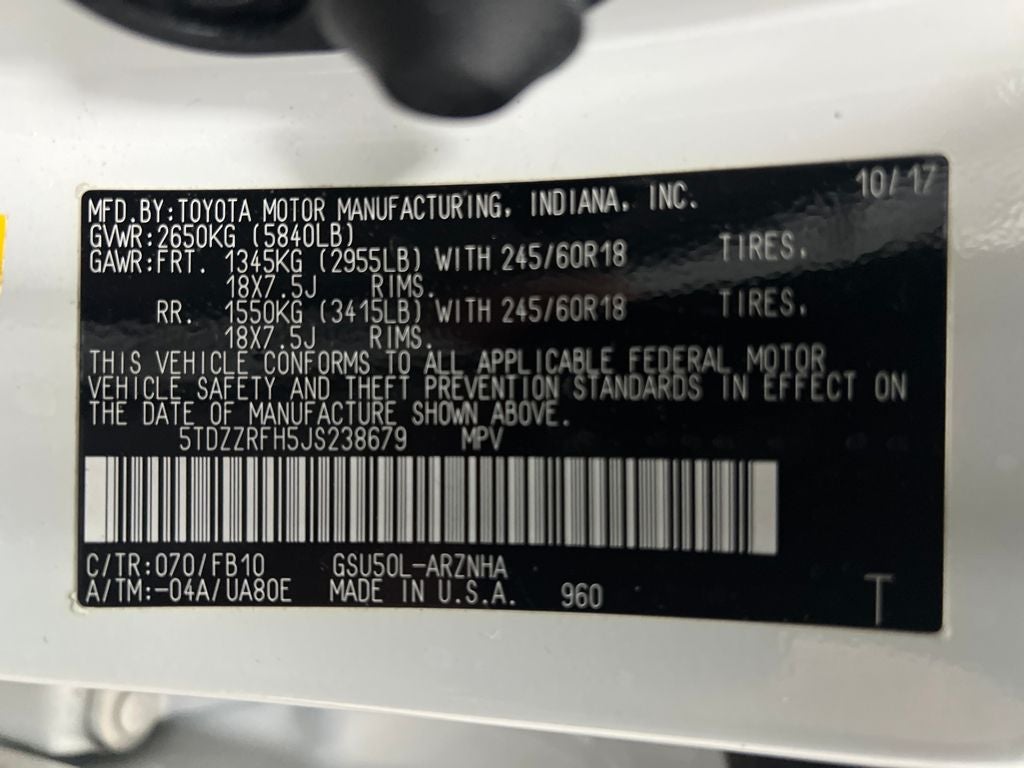 10/17
MFD.BY:TOYOTA MOTOR MANUFACTURING, INDIANA, INC.
GVWR:2650KG (5840LB)
GAWR:FRT. 1345KG (2955LB) WITH 245/60R18 TIRES.
18X7.5J RIMS.
RR. 1550KG (3415LB) WITH 245/60R18 TIRES.
18X7.5J RIMS.
THIS VEHICLE CONFORMS TO ALL APPLICABLE FEDERAL MOTOR
VEHICLE SAFETY AND THEFT PREVENTION STANDARDS IN EFFECT ON
THE DATE OF MANUFACTURE SHOWN ABOVE.
5TDZZRFH5JS238679 MPV
C/TR:070/FB10 GSU50L-ARZNHA
A/TM:-04A/UA80E MADE IN U.S.A. 960 T